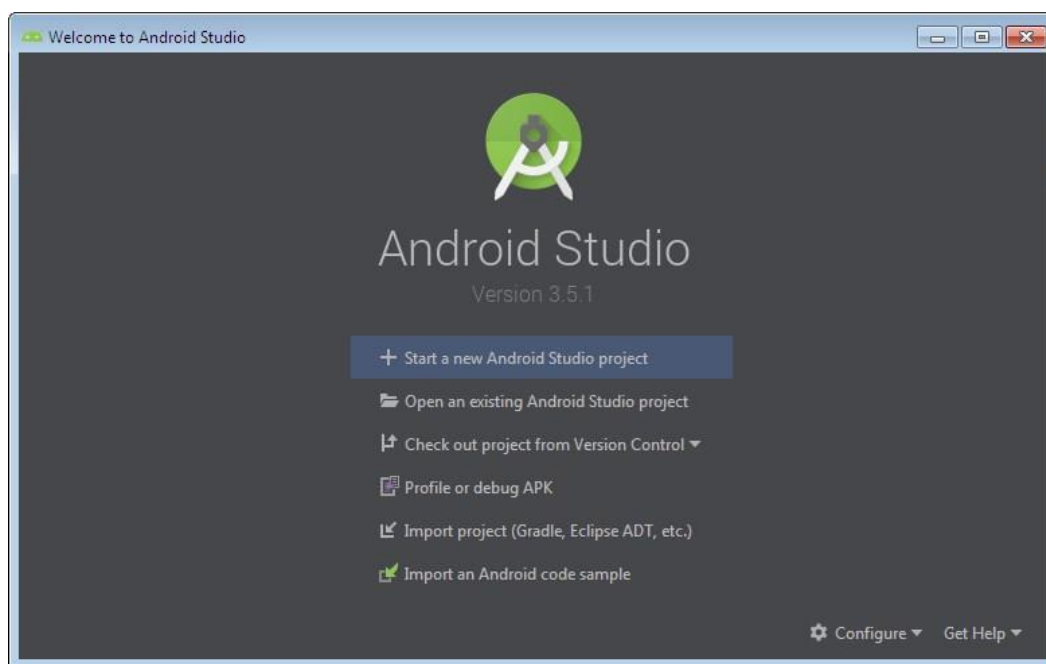 Welcome to Android Studio
Android Studio
Version 3.5.1
Start a new Android Studio project
Open an existing Android Studio project
Check out project from Version Control
Profile or debug APK
Import project (Gradle, Eclipse ADT, etc.)
Import an Android code sample
Configure Get Help